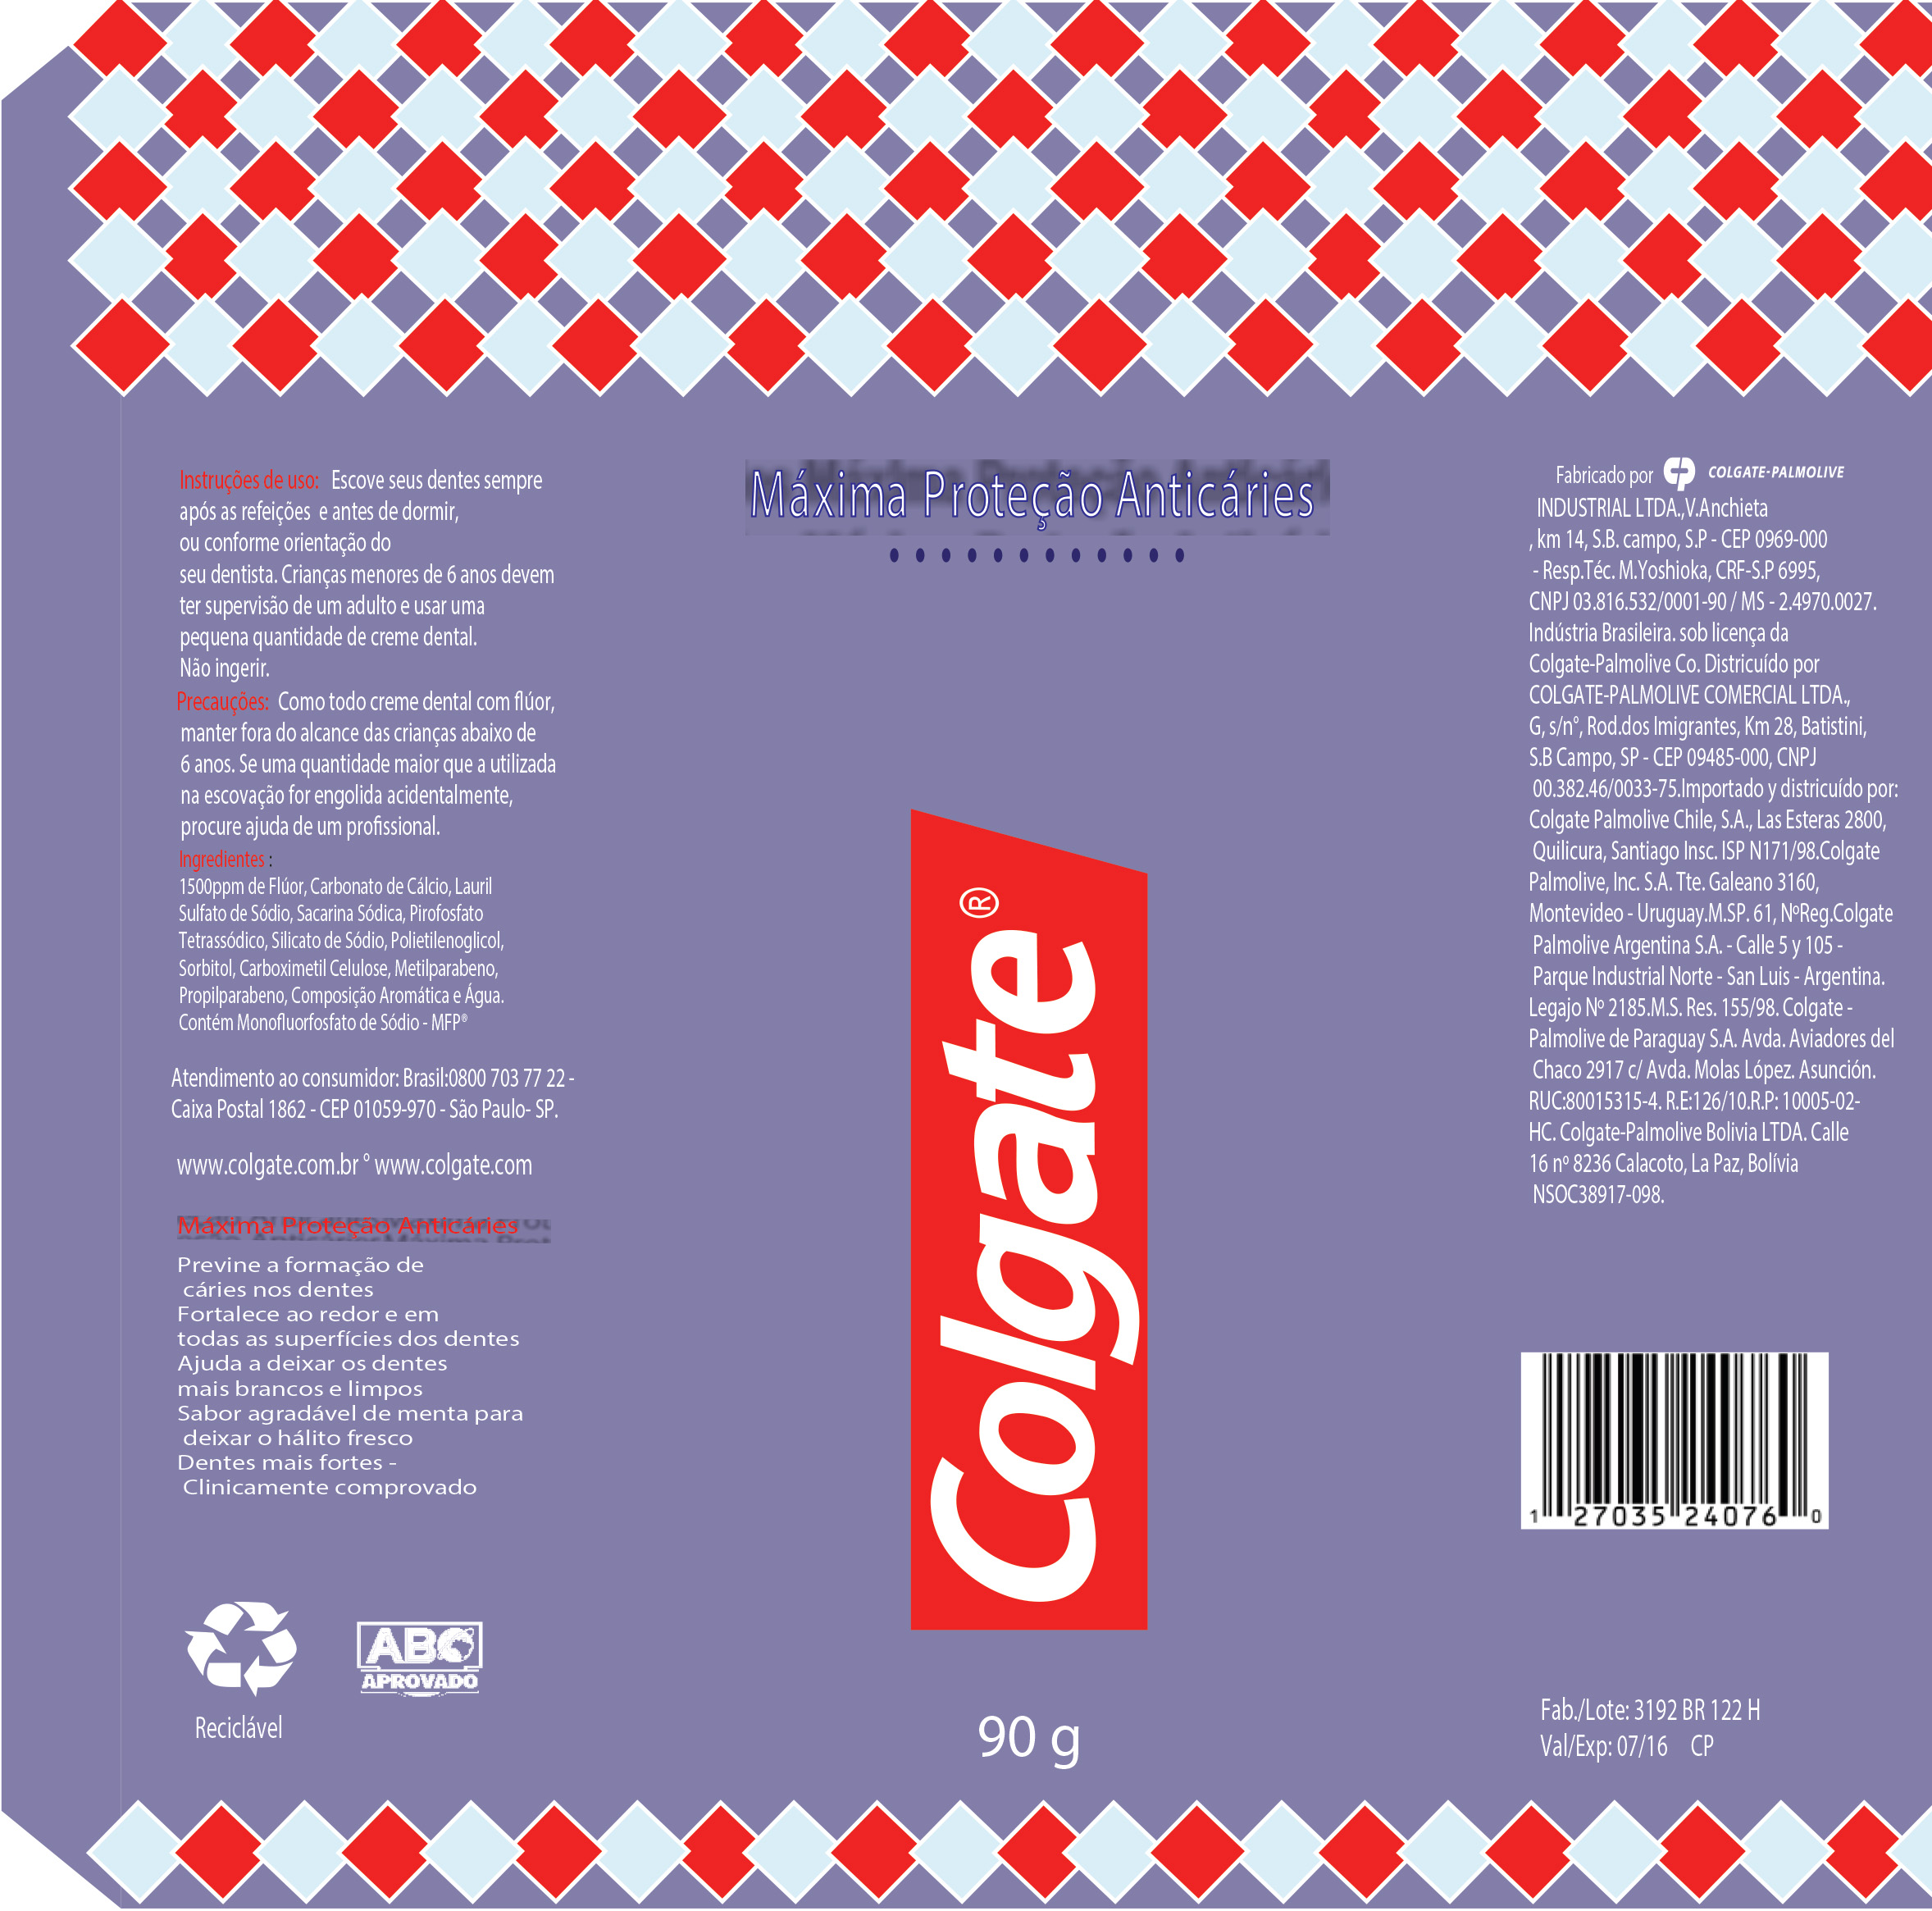 Instruções de uso: Escove seus dentes sempre
após as refeições e antes de dormir,
ou conforme orientação do
seu dentista. Crianças menores de 6 anos devem
ter supervisão de um adulto e usar uma
pequena quantidade de creme dental.
Não ingerir.
Precauções: Como todo creme dental com flúor,
manter fora do alcance das crianças abaixo de
6 anos. Se uma quantidade maior que a utilizada
na escovação for engolida acidentalmente,
procure ajuda de um profissional.
Ingredientes :
1500ppm de Flúor, Carbonato de Cálcio, Lauril
Sulfato de Sódio, Sacarina Sódica, Pirofosfato
Tetrassódico, Silicato de Sódio, Polietilenoglicol,
Sorbitol, Carboximetil Celulose, Metilparabeno,
Propilparabeno, Composição Aromática e Água.
Contém Monofluorfosfato de Sódio - MFP®
Atendimento ao consumidor: Brasil:0800 703 77 22 -
Caixa Postal 1862 - CEP 01059-970 - São Paulo- SP.
www.colgate.com.br ° www.colgate.com
Máxima Proteção Anticáries
Previne a formação de
cáries nos dentes
Fortalece ao redor e em
todas as superfícies dos dentes
Ajuda a deixar os dentes
mais brancos e limpos
Sabor agradável de menta para
deixar o hálito fresco
Dentes mais fortes -
Clinicamente comprovado
Reciclável
ABO
APROVADO
Máxima Proteção Anticáries
Colgate®
90 g
Fabricado por CP COLGATE-PALMOLIVE
INDUSTRIAL LTDA.,V.Anchieta
, km 14, S.B. campo, S.P - CEP 0969-000
- Resp.Téc. M.Yoshioka, CRF-S.P 6995,
CNPJ 03.816.532/0001-90 / MS - 2.4970.0027.
Indústria Brasileira. sob licença da
Colgate-Palmolive Co. Districuído por
COLGATE-PALMOLIVE COMERCIAL LTDA.,
G, s/n°, Rod.dos Imigrantes, Km 28, Batistini,
S.B Campo, SP - CEP 09485-000, CNPJ
00.382.46/0033-75.Importado y districuído por:
Colgate Palmolive Chile, S.A., Las Esteras 2800,
Quilicura, Santiago Insc. ISP N171/98.Colgate
Palmolive, Inc. S.A. Tte. Galeano 3160,
Montevideo - Uruguay.M.SP. 61, NºReg.Colgate
Palmolive Argentina S.A. - Calle 5 y 105 -
Parque Industrial Norte - San Luis - Argentina.
Legajo Nº 2185.M.S. Res. 155/98. Colgate -
Palmolive de Paraguay S.A. Avda. Aviadores del
Chaco 2917 c/ Avda. Molas López. Asunción.
RUC:80015315-4. R.E:126/10.R.P: 10005-02-
HC. Colgate-Palmolive Bolivia LTDA. Calle
16 nº 8236 Calacoto, La Paz, Bolívia
NSOC38917-098.
1 27035 24076 0
Fab./Lote: 3192 BR 122 H
Val/Exp: 07/16 CP